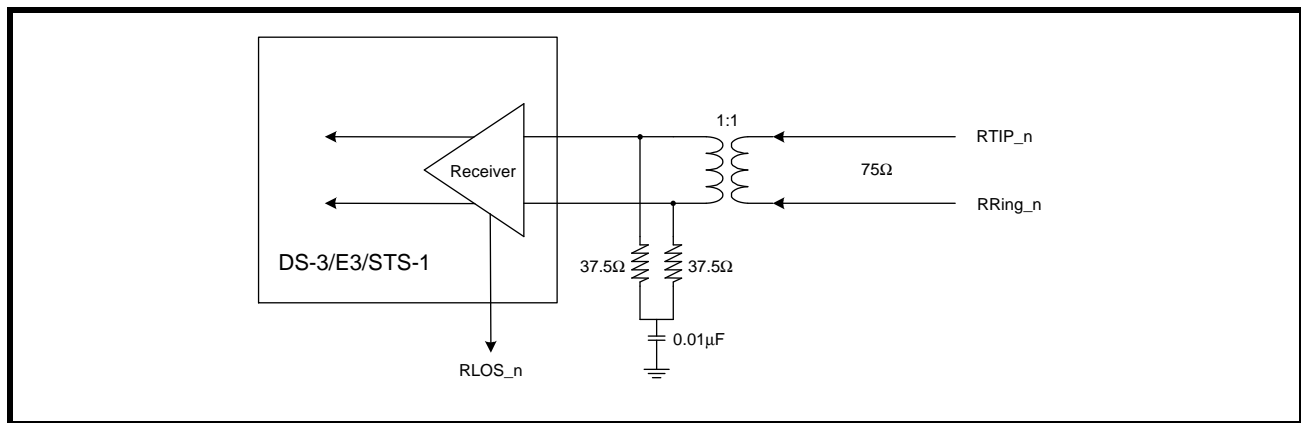 1:1
RTIP_n
Receiver
75Ω
RRing_n
DS-3/E3/STS-1
37.5Ω
37.5Ω
0.01μF
RLOS_n